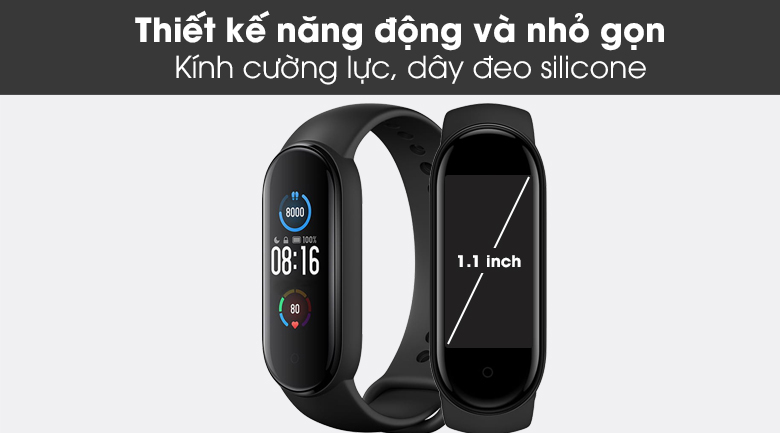 Thiết kế năng động và nhỏ gọn
Kính cường lực, dây đeo silicone
8000
100%
08:16
80
1.1 inch